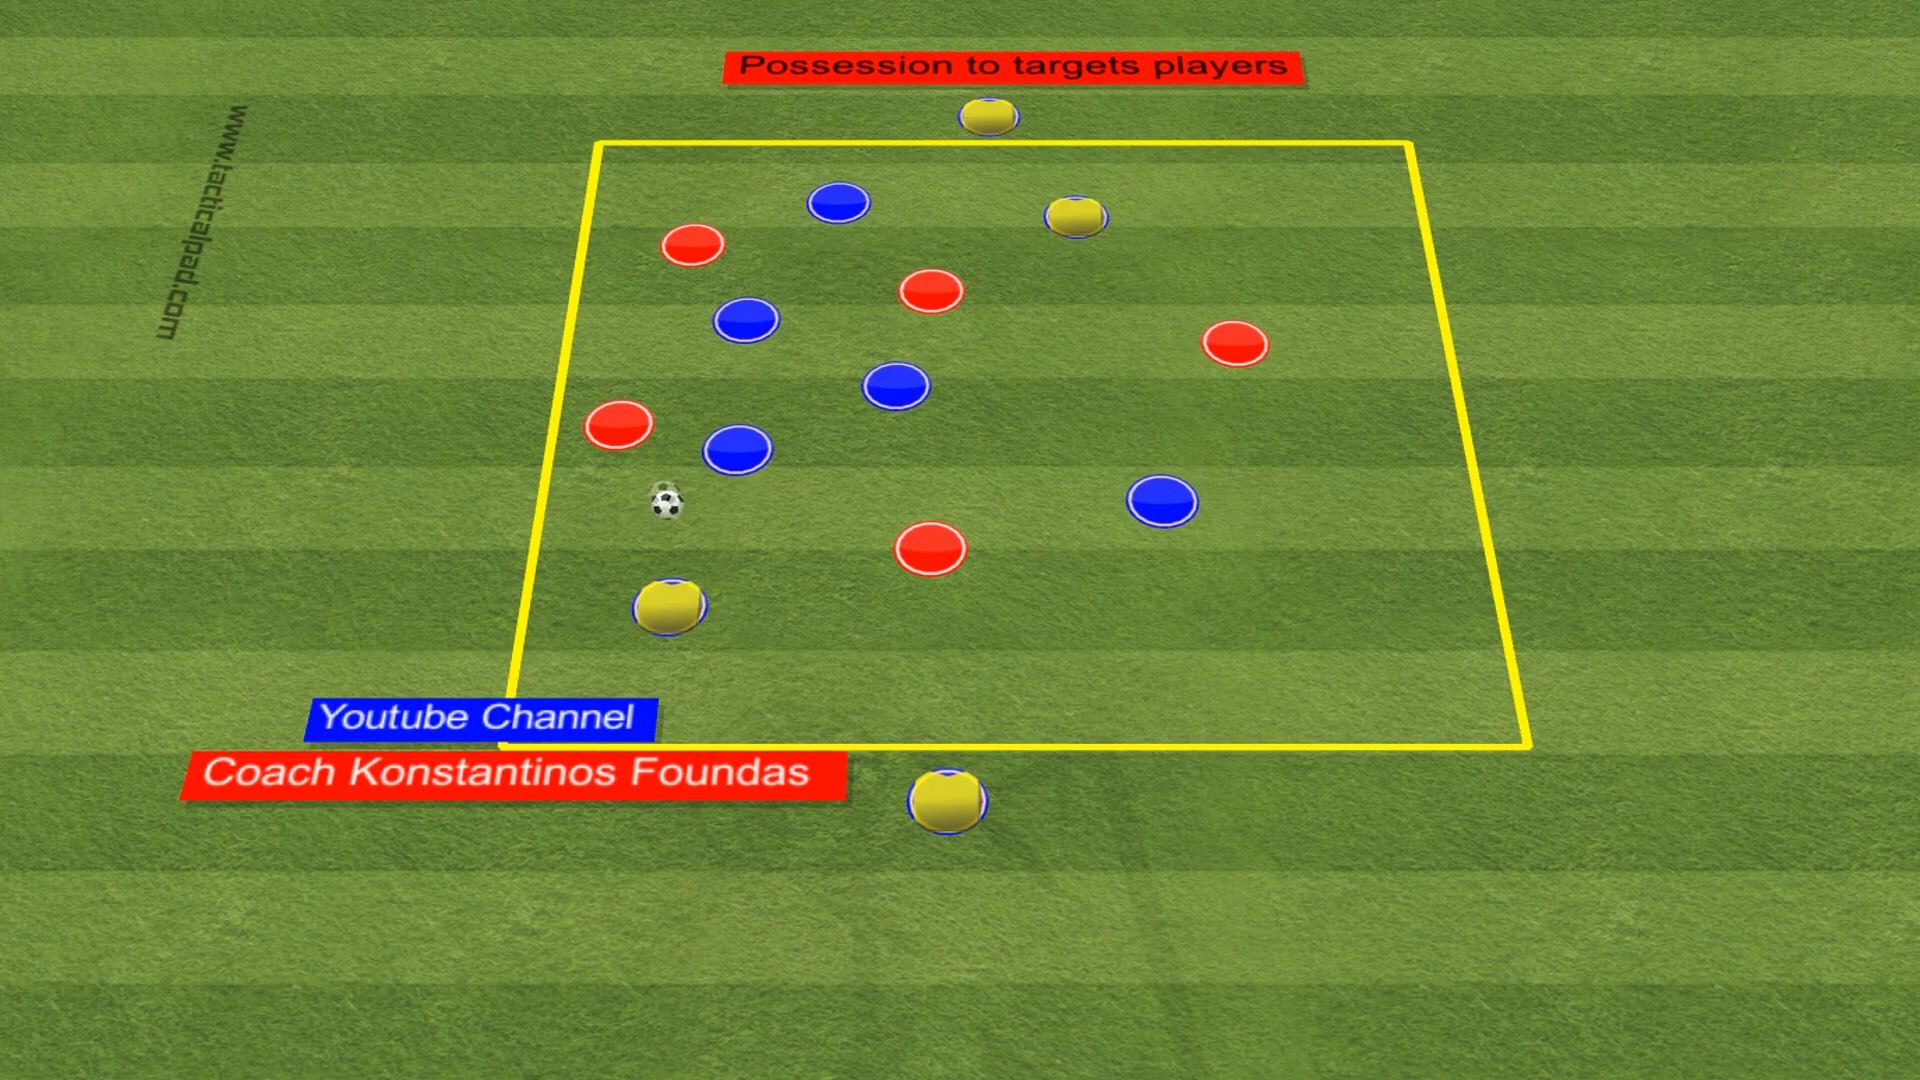 Possession to targets players
www.tacticalpad.com
Youtube Channel
Coach Konstantinos Foundas